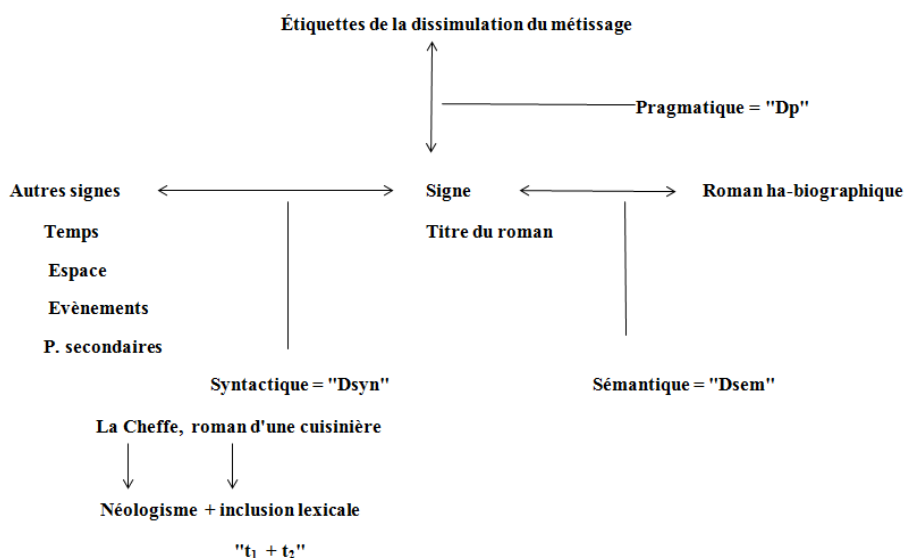 Étiquettes de la dissimulation du métissage
Pragmatique = "Dp"
Autres signes
Signe
Roman ha-biographique
Temps
Titre du roman
Espace
Evènements
P. secondaires
Syntactique = "Dsyn"
Sémantique = "Dsem"
La Cheffe, roman d'une cuisinière
Néologisme + inclusion lexicale
"t₁ + t₂"